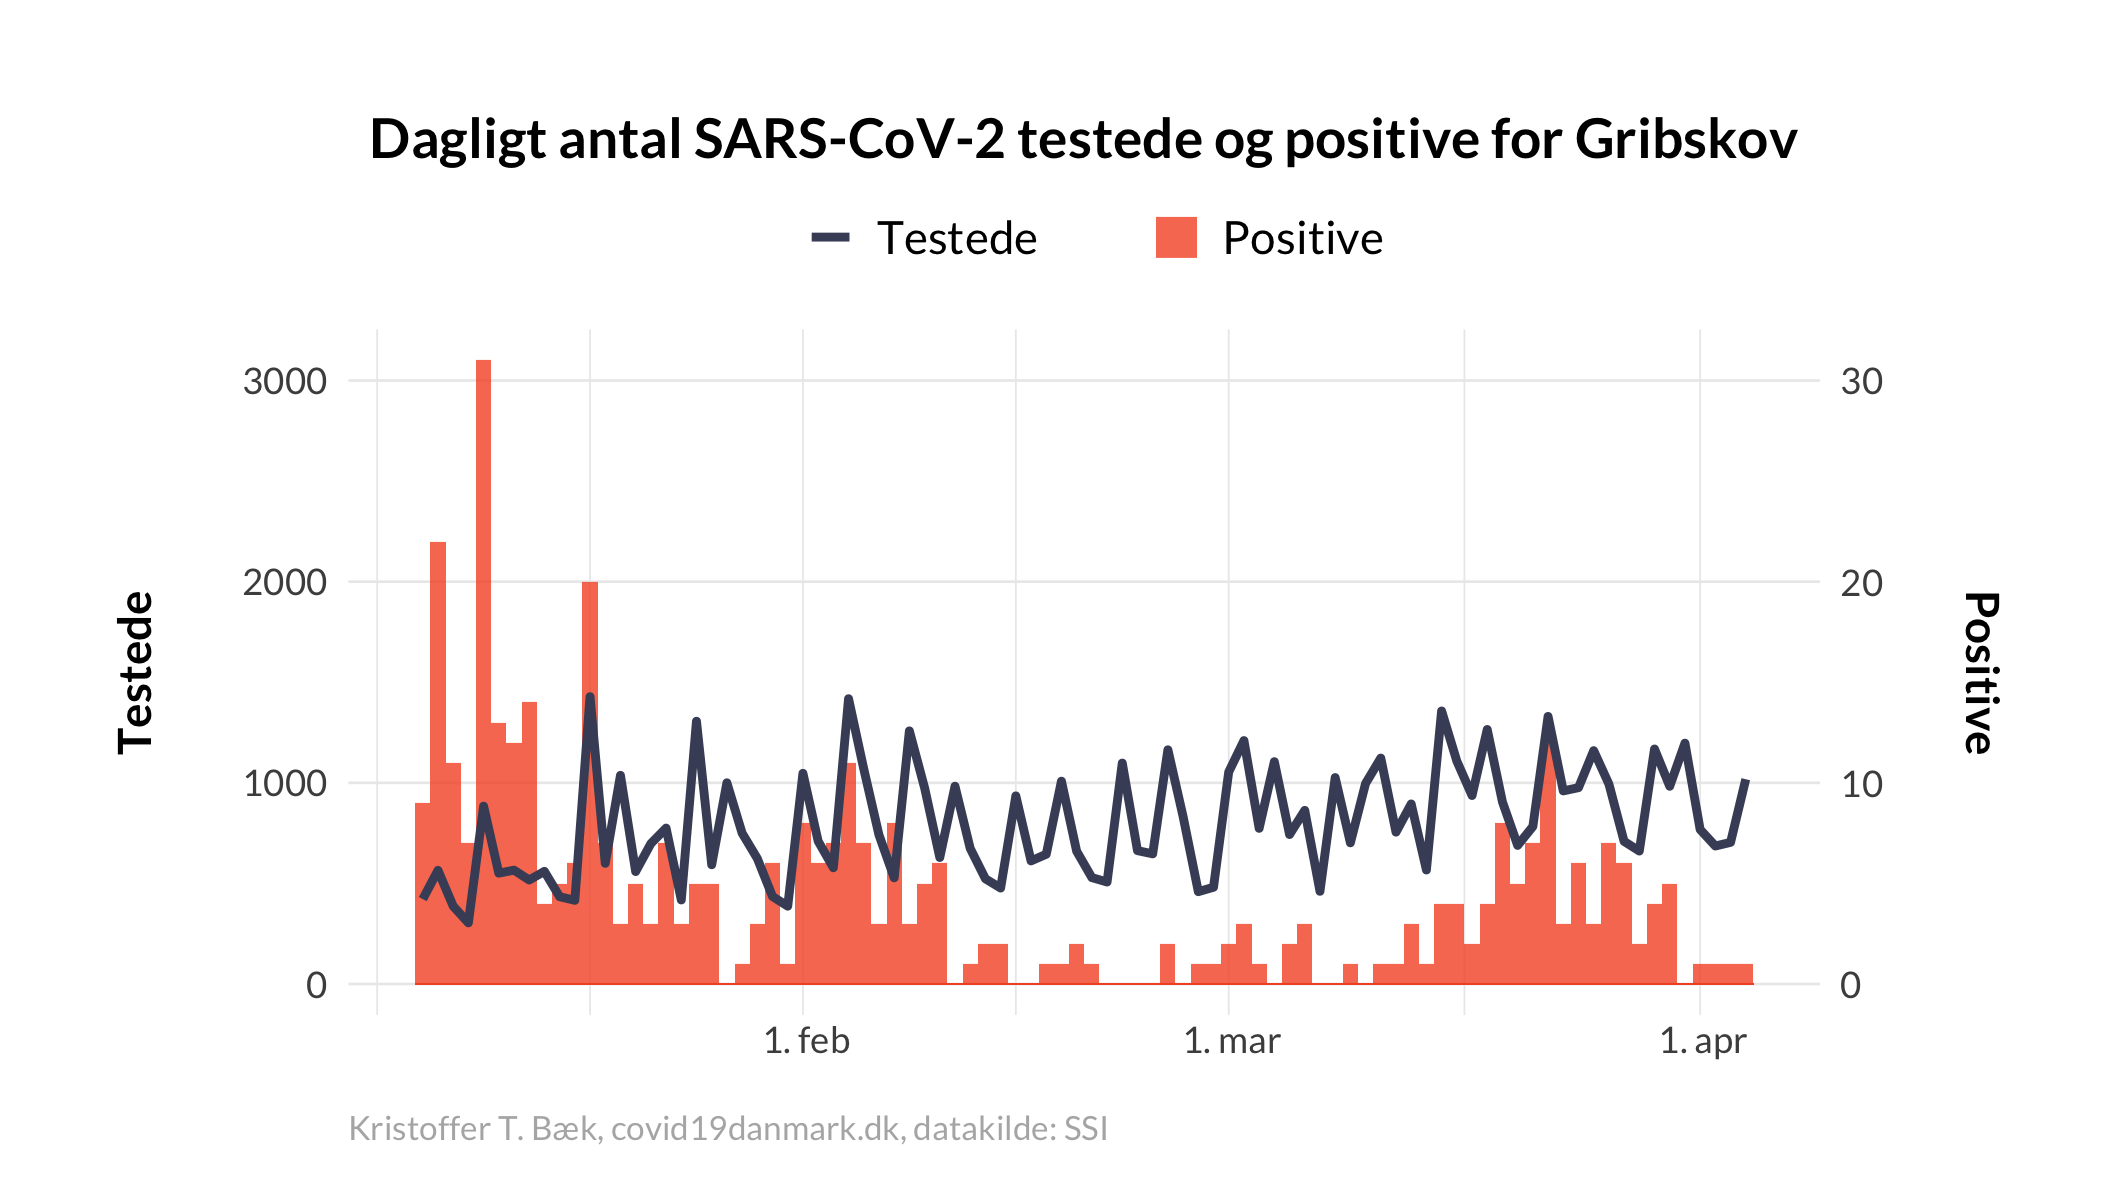 Dagligt antal SARS-CoV-2 testede og positive for Gribskov
Testede
Positive
3000
2000
1000
0
30
20
10
0
Testede
Positive
1. feb
1. mar
1. apr
Kristoffer T. Bæk, covid19danmark.dk, datakilde: SSI